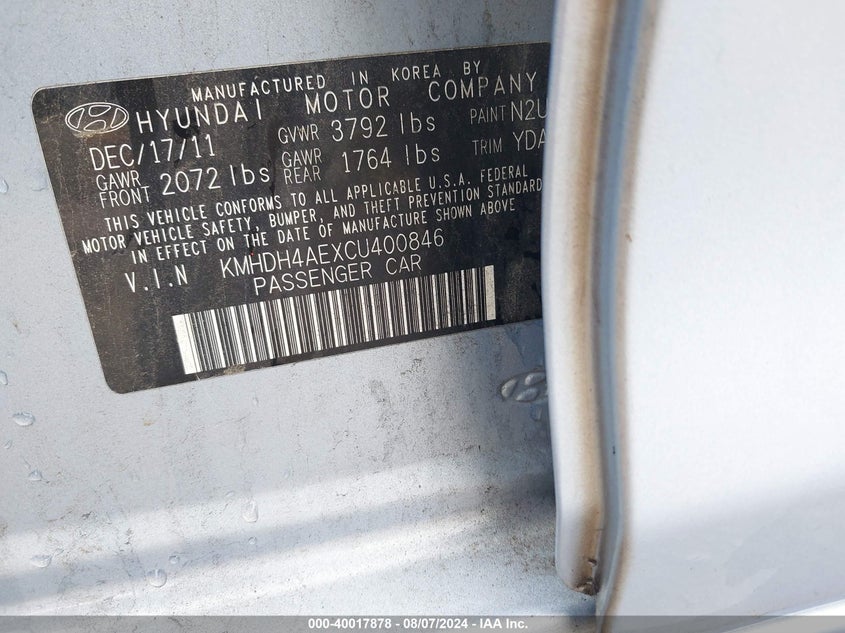 MANUFACTURED IN KOREA BY
HYUNDAI MOTOR COMPANY
DEC/17/11 GVWR 3792 lbs PAINT N2U
GAWR FRONT 2072 lbs GAWR REAR 1764 lbs TRIM YDA
THIS VEHICLE CONFORMS TO ALL APPLICABLE U.S.A. FEDERAL
MOTOR VEHICLE SAFETY, BUMPER, AND THEFT PREVENTION STANDARD
IN EFFECT ON THE DATE OF MANUFACTURE SHOWN ABOVE
V.I.N KMHDH4AEXCU400846
PASSENGER CAR
000-40017878 - 08/07/2024 - IAA Inc.